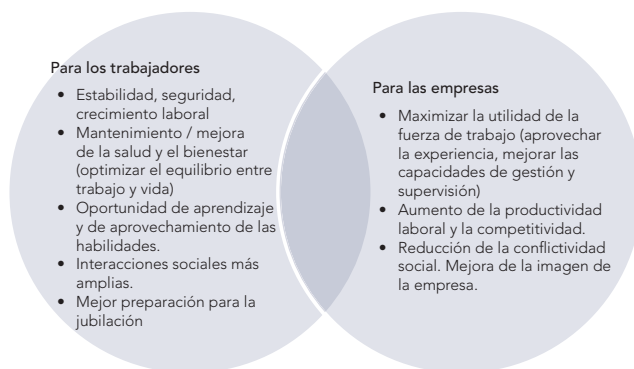 Para los trabajadores
• Estabilidad, seguridad,
crecimiento laboral
• Mantenimiento / mejora
de la salud y el bienestar
(optimizar el equilibrio entre
trabajo y vida)
• Oportunidad de aprendizaje
y de aprovechamiento de las
habilidades.
• Interacciones sociales más
amplias.
• Mejor preparación para la
jubilación
Para las empresas
• Maximizar la utilidad de la
fuerza de trabajo (aprovechar
la experiencia, mejorar las
capacidades de gestión y
supervisión)
• Aumento de la productividad
laboral y la competitividad.
• Reducción de la conflictividad
social. Mejora de la imagen de
la empresa.